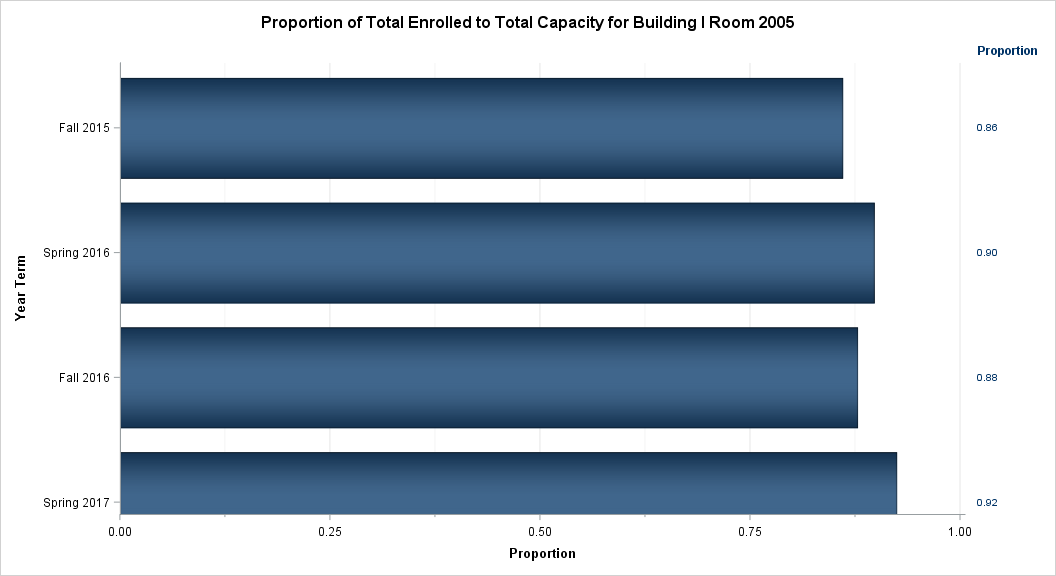 Proportion of Total Enrolled to Total Capacity for Building I Room 2005
Proportion
Fall 2015 0.86
Spring 2016 0.90
Year Term
Fall 2016 0.88
Spring 2017 0.92
0.00 0.25 0.50 0.75 1.00
Proportion